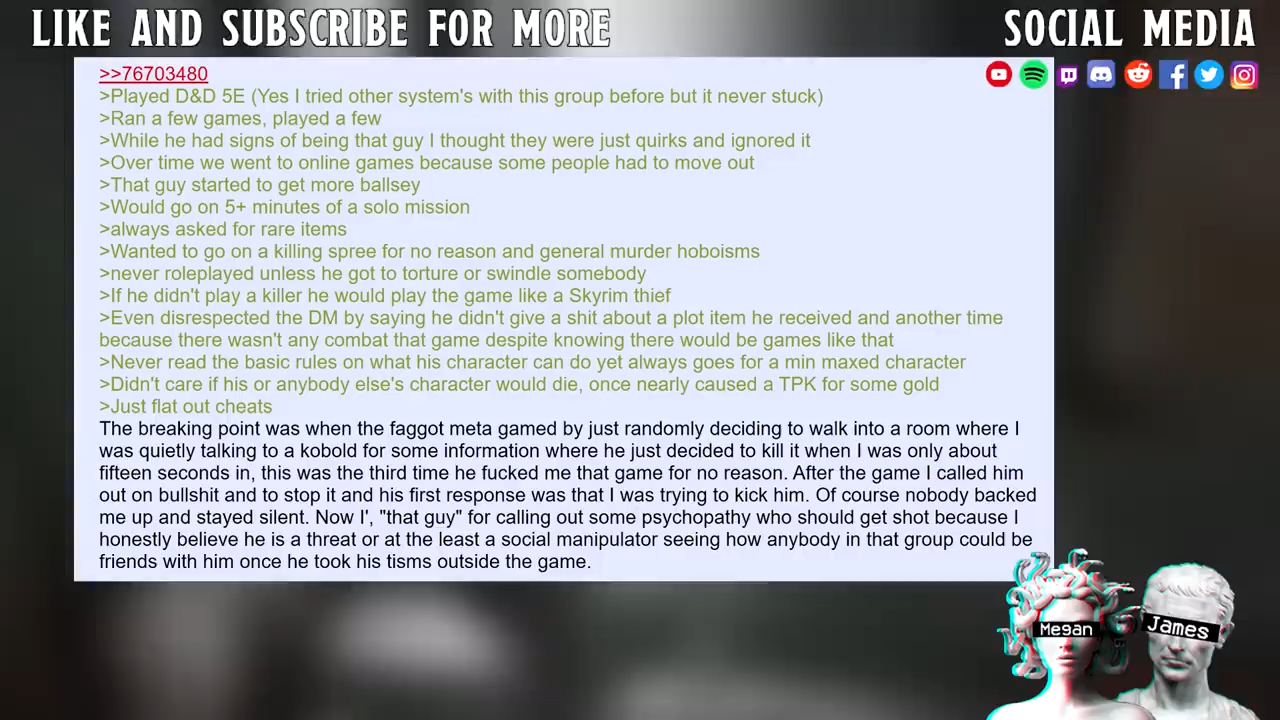 LIKE AND SUBSCRIBE FOR MORE
SOCIAL MEDIA
>>76703480
>Played D&D 5E (Yes I tried other system's with this group before but it never stuck)
>Ran a few games, played a few
>While he had signs of being that guy I thought they were just quirks and ignored it
>Over time we went to online games because some people had to move out
>That guy started to get more ballsey
>Would go on 5+ minutes of a solo mission
>always asked for rare items
>Wanted to go on a killing spree for no reason and general murder hoboisms
>never roleplayed unless he got to torture or swindle somebody
>If he didn't play a killer he would play the game like a Skyrim thief
>Even disrespected the DM by saying he didn't give a shit about a plot item he received and another time
because there wasn't any combat that game despite knowing there would be games like that
>Never read the basic rules on what his character can do yet always goes for a min maxed character
>Didn't care if his or anybody else's character would die, once nearly caused a TPK for some gold
>Just flat out cheats
The breaking point was when the faggot meta gamed by just randomly deciding to walk into a room where I
was quietly talking to a kobold for some information where he just decided to kill it when I was only about
fifteen seconds in, this was the third time he fucked me that game for no reason. After the game I called him
out on bullshit and to stop it and his first response was that I was trying to kick him. Of course nobody backed
me up and stayed silent. Now I', "that guy" for calling out some psychopathy who should get shot because I
honestly believe he is a threat or at the least a social manipulator seeing how anybody in that group could be
friends with him once he took his tisms outside the game.
Megan
James